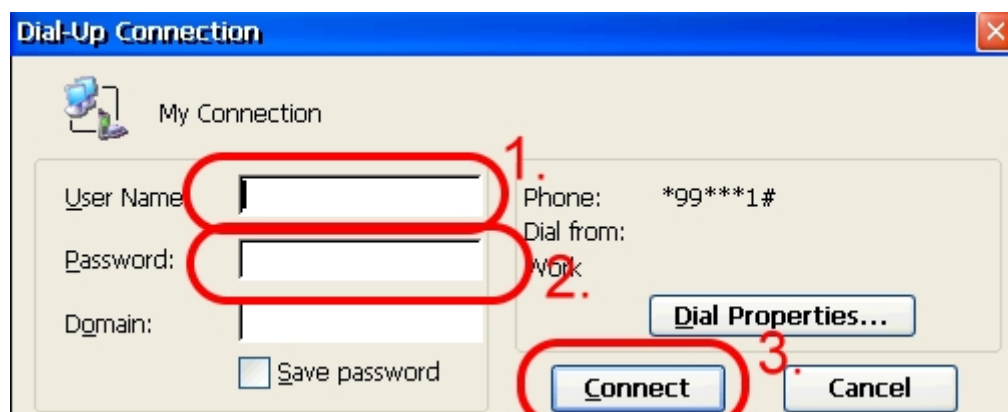 Dial-Up Connection
My Connection
1.
User Name
Password:
2.
Domain:
Save password
Phone: *99***1#
Dial from:
Work
Dial Properties...
3.
Connect
Cancel